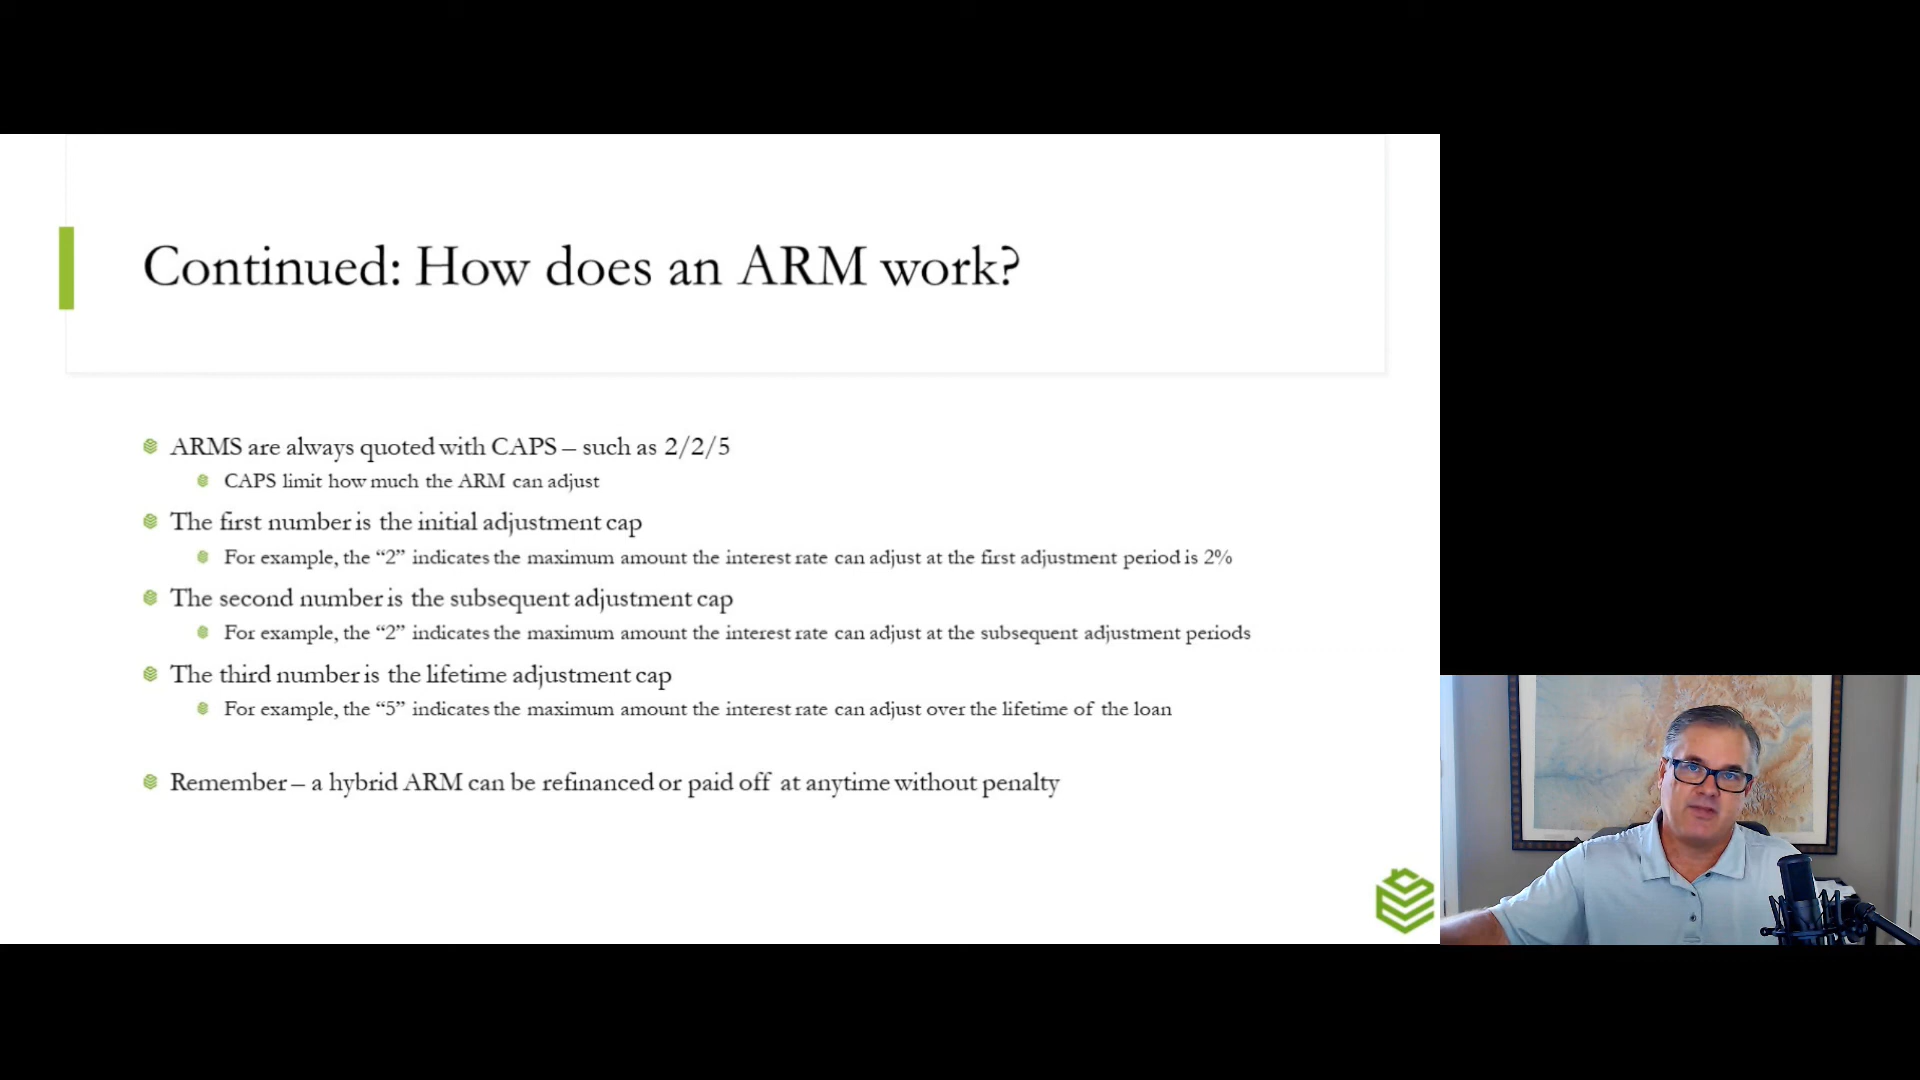 Continued: How does an ARM work?
ARMS are always quoted with CAPS – such as 2/2/5
CAPS limit how much the ARM can adjust
The first number is the initial adjustment cap
For example, the “2” indicates the maximum amount the interest rate can adjust at the first adjustment period is 2%
The second number is the subsequent adjustment cap
For example, the “2” indicates the maximum amount the interest rate can adjust at the subsequent adjustment periods
The third number is the lifetime adjustment cap
For example, the “5” indicates the maximum amount the interest rate can adjust over the lifetime of the loan
Remember – a hybrid ARM can be refinanced or paid off at anytime without penalty